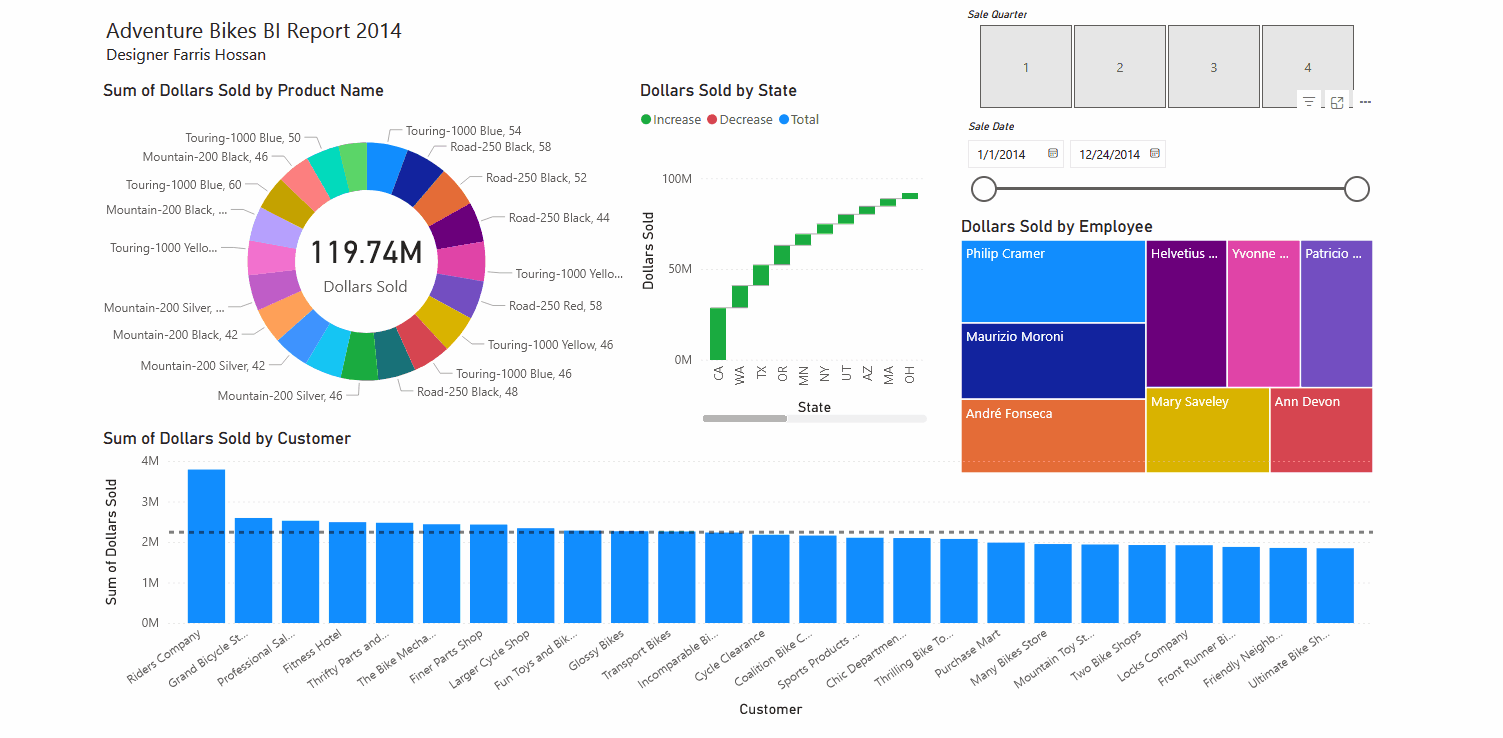 Adventure Bikes BI Report 2014
Designer Farris Hossan
Sum of Dollars Sold by Product Name
Touring-1000 Blue, 54
Road-250 Black, 58
Road-250 Black, 52
Road-250 Black, 44
Touring-1000 Yello...
Road-250 Red, 58
Touring-1000 Yellow, 46
Touring-1000 Blue, 46
Road-250 Black, 48
Mountain-200 Silver, 46
Mountain-200 Silver, 42
Mountain-200 Black, 42
Mountain-200 Silver, ...
Touring-1000 Yello...
Mountain-200 Black, ...
Touring-1000 Blue, 60
Mountain-200 Black, 46
Touring-1000 Blue, 50
119.74M
Dollars Sold
Dollars Sold by State
Increase Decrease Total
100M
50M
0M
Dollars Sold
CA
WA
TX
OR
MN
NY
UT
AZ
MA
OH
State
Sale Quarter
1
2
3
4
Sale Date
1/1/2014
12/24/2014
Dollars Sold by Employee
Philip Cramer
Maurizio Moroni
André Fonseca
Helvetius ...
Yvonne ...
Patricio ...
Mary Saveley
Ann Devon
Sum of Dollars Sold by Customer
4M
3M
2M
1M
0M
Sum of Dollars Sold
Riders Company
Grand Bicycle St...
Professional Sal...
Fitness Hotel
Thrifty Parts and...
The Bike Mecha...
Finer Parts Shop
Larger Cycle Shop
Fun Toys and Bik...
Glossy Bikes
Transport Bikes
Incomparable Bi...
Cycle Clearance
Coalition Bike C...
Sports Products ...
Chic Departmen...
Thrilling Bike To...
Purchase Mart
Many Bikes Store
Mountain Toy St...
Two Bike Shops
Locks Company
Front Runner Bi...
Friendly Neighb...
Ultimate Bike Sh...
Customer